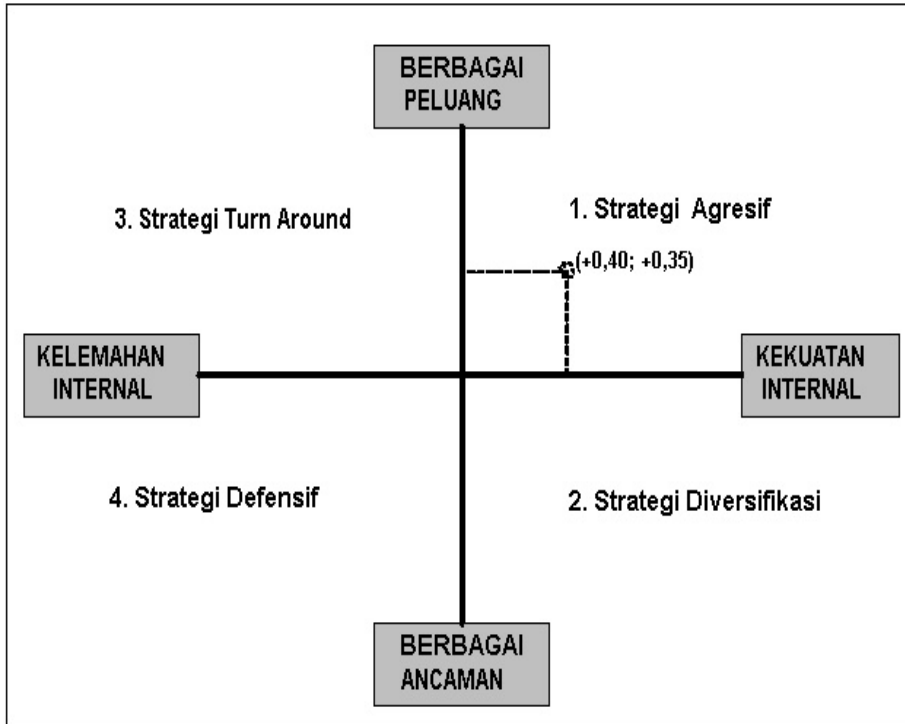 BERBAGAI
PELUANG
3. Strategi Turn Around
1. Strategi Agresif
(+0,40; +0,35)
KELEMAHAN
INTERNAL
KEKUATAN
INTERNAL
4. Strategi Defensif
2. Strategi Diversifikasi
BERBAGAI
ANCAMAN